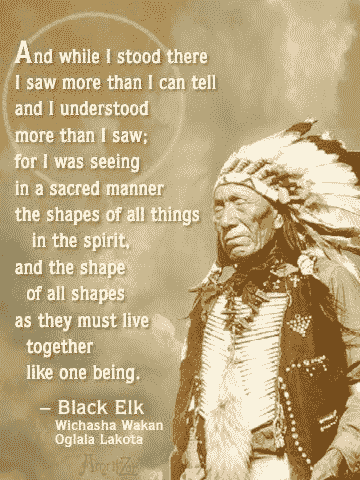 And while I stood there
I saw more than I can tell
and I understood
more than I saw;
for I was seeing
in a sacred manner
the shapes of all things
in the spirit,
and the shape
of all shapes
as they must live
together
like one being.
– Black Elk
Wichasha Wakan
Oglala Lakota